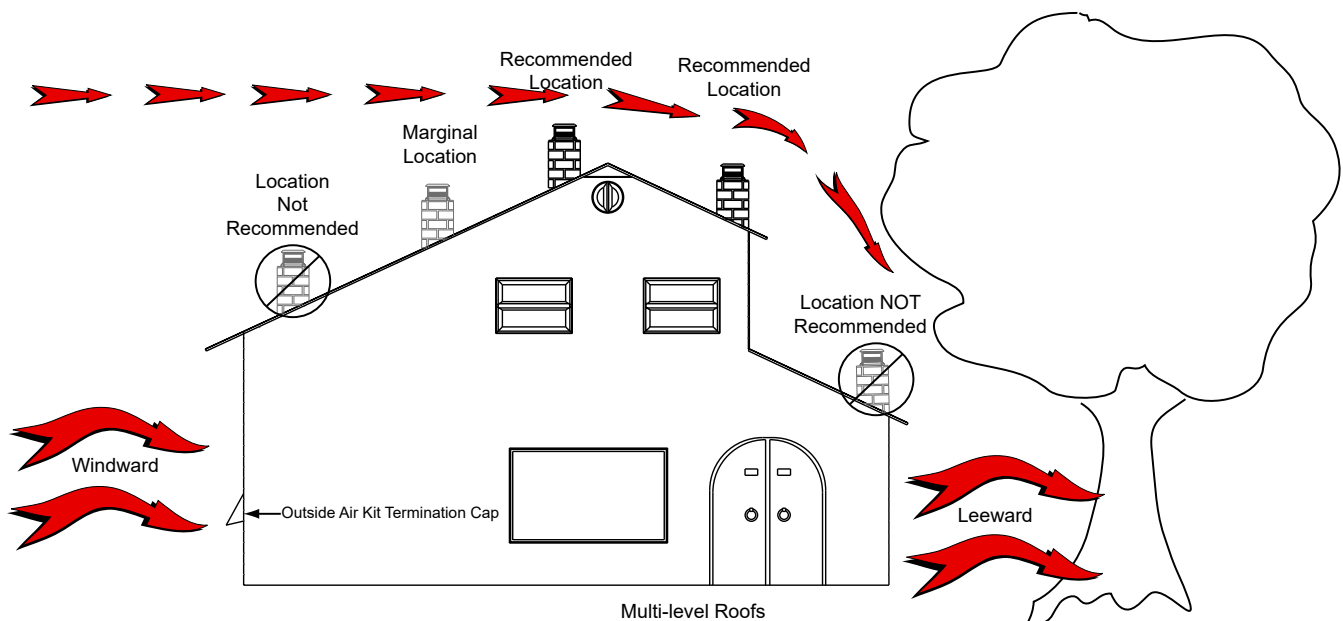 Recommended
Location
Recommended
Location
Marginal
Location
Location
Not
Recommended
Location NOT
Recommended
Windward
Outside Air Kit Termination Cap
Leeward
Multi-level Roofs